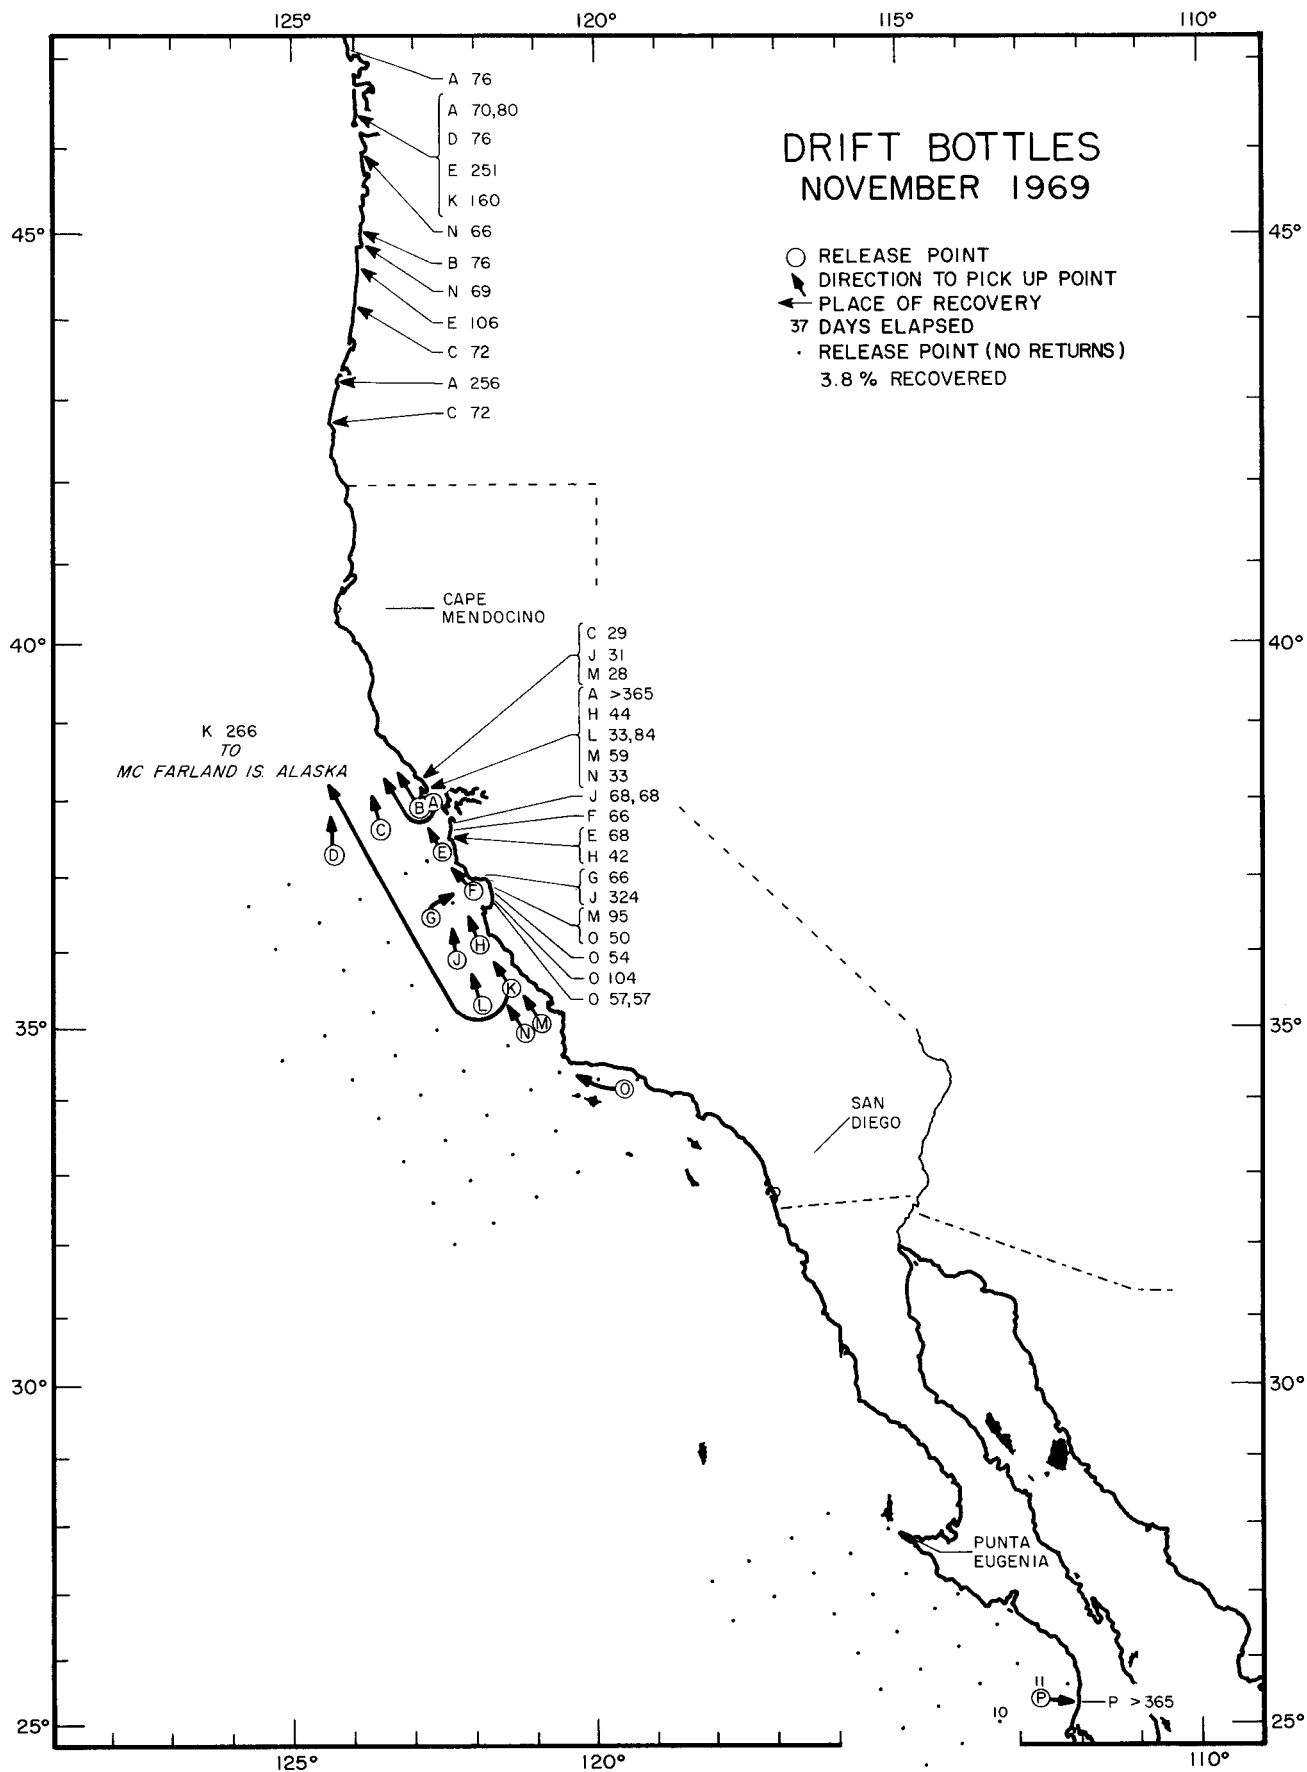 125° 120° 115° 110°
A 76
A 70,80
D 76
E 251
K 160
N 66
B 76
N 69
E 106
C 72
A 256
C 72
DRIFT BOTTLES
NOVEMBER 1969
RELEASE POINT
DIRECTION TO PICK UP POINT
PLACE OF RECOVERY
37 DAYS ELAPSED
RELEASE POINT (NO RETURNS)
3.8 % RECOVERED
45° 45°
CAPE
MENDOCINO
40° 40°
C 29
J 31
M 28
A >365
H 44
L 33,84
M 59
N 33
J 68,68
F 66
E 68
H 42
G 66
J 324
M 95
O 50
O 54
O 104
O 57,57
K 266
TO
MC FARLAND IS. ALASKA
B A
C
D
E
F
G
H
J
K
L
M
N
35° 35°
O
SAN
DIEGO
30° 30°
PUNTA
EUGENIA
11
P
P >365
10
25° 25°
125° 120° 110°